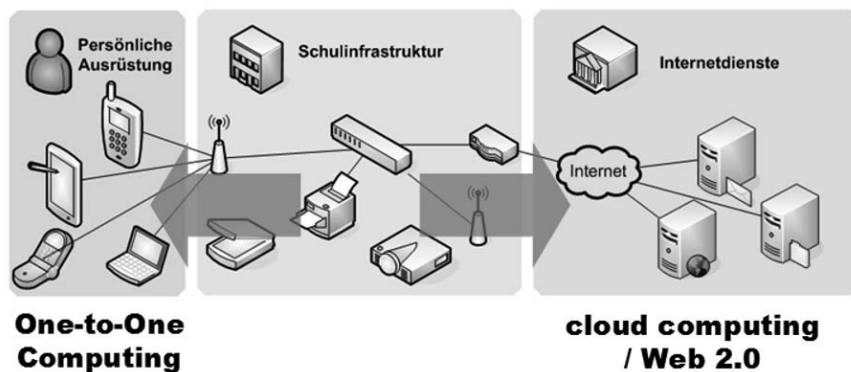 Persönliche
Ausrüstung
Schulinfrastruktur
Internetdienste
Internet
One-to-One
Computing
cloud computing
/ Web 2.0